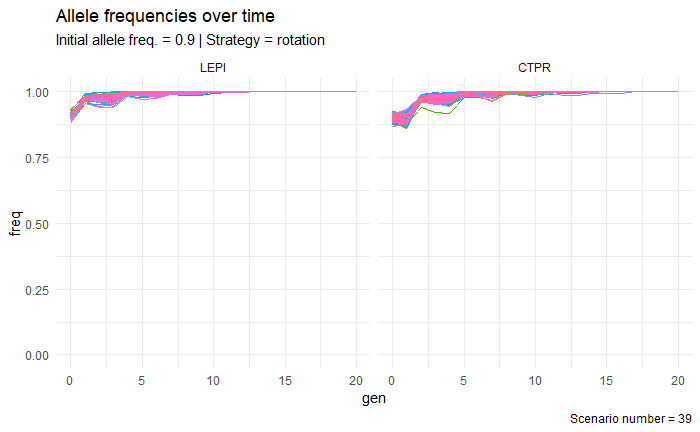 Allele frequencies over time
Initial allele freq. = 0.9 | Strategy = rotation
LEPI CTPR
1.00
0.75
0.50
0.25
0.00
freq
0 5 10 15 20 0 5 10 15 20
gen
Scenario number = 39